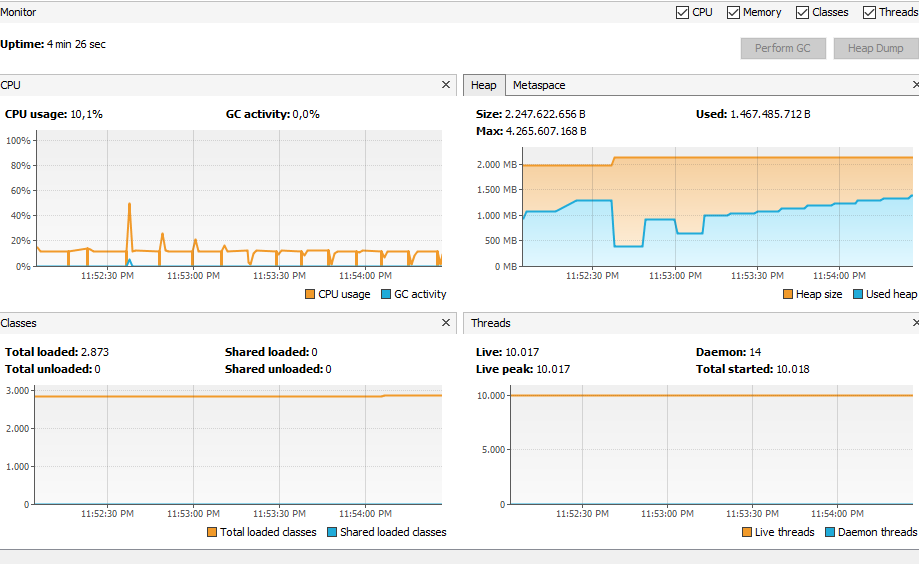 Monitor
CPU Memory Classes Threads
Uptime: 4 min 26 sec
Perform GC Heap Dump
CPU
CPU usage: 10,1% GC activity: 0,0%
100%
80%
60%
40%
20%
0%
11:52:30 PM 11:53:00 PM 11:53:30 PM 11:54:00 PM
CPU usage GC activity
Heap Metaspace
Size: 2.247.622.656 B Used: 1.467.485.712 B
Max: 4.265.607.168 B
2.000 MB
1.500 MB
1.000 MB
500 MB
0 MB
11:52:30 PM 11:53:00 PM 11:53:30 PM 11:54:00 PM
Heap size Used heap
Classes
Total loaded: 2.873 Shared loaded: 0
Total unloaded: 0 Shared unloaded: 0
3.000
2.000
1.000
0
11:52:30 PM 11:53:00 PM 11:53:30 PM 11:54:00 PM
Total loaded classes Shared loaded classes
Threads
Live: 10.017 Daemon: 14
Live peak: 10.017 Total started: 10.018
10.000
5.000
0
11:52:30 PM 11:53:00 PM 11:53:30 PM 11:54:00 PM
Live threads Daemon threads